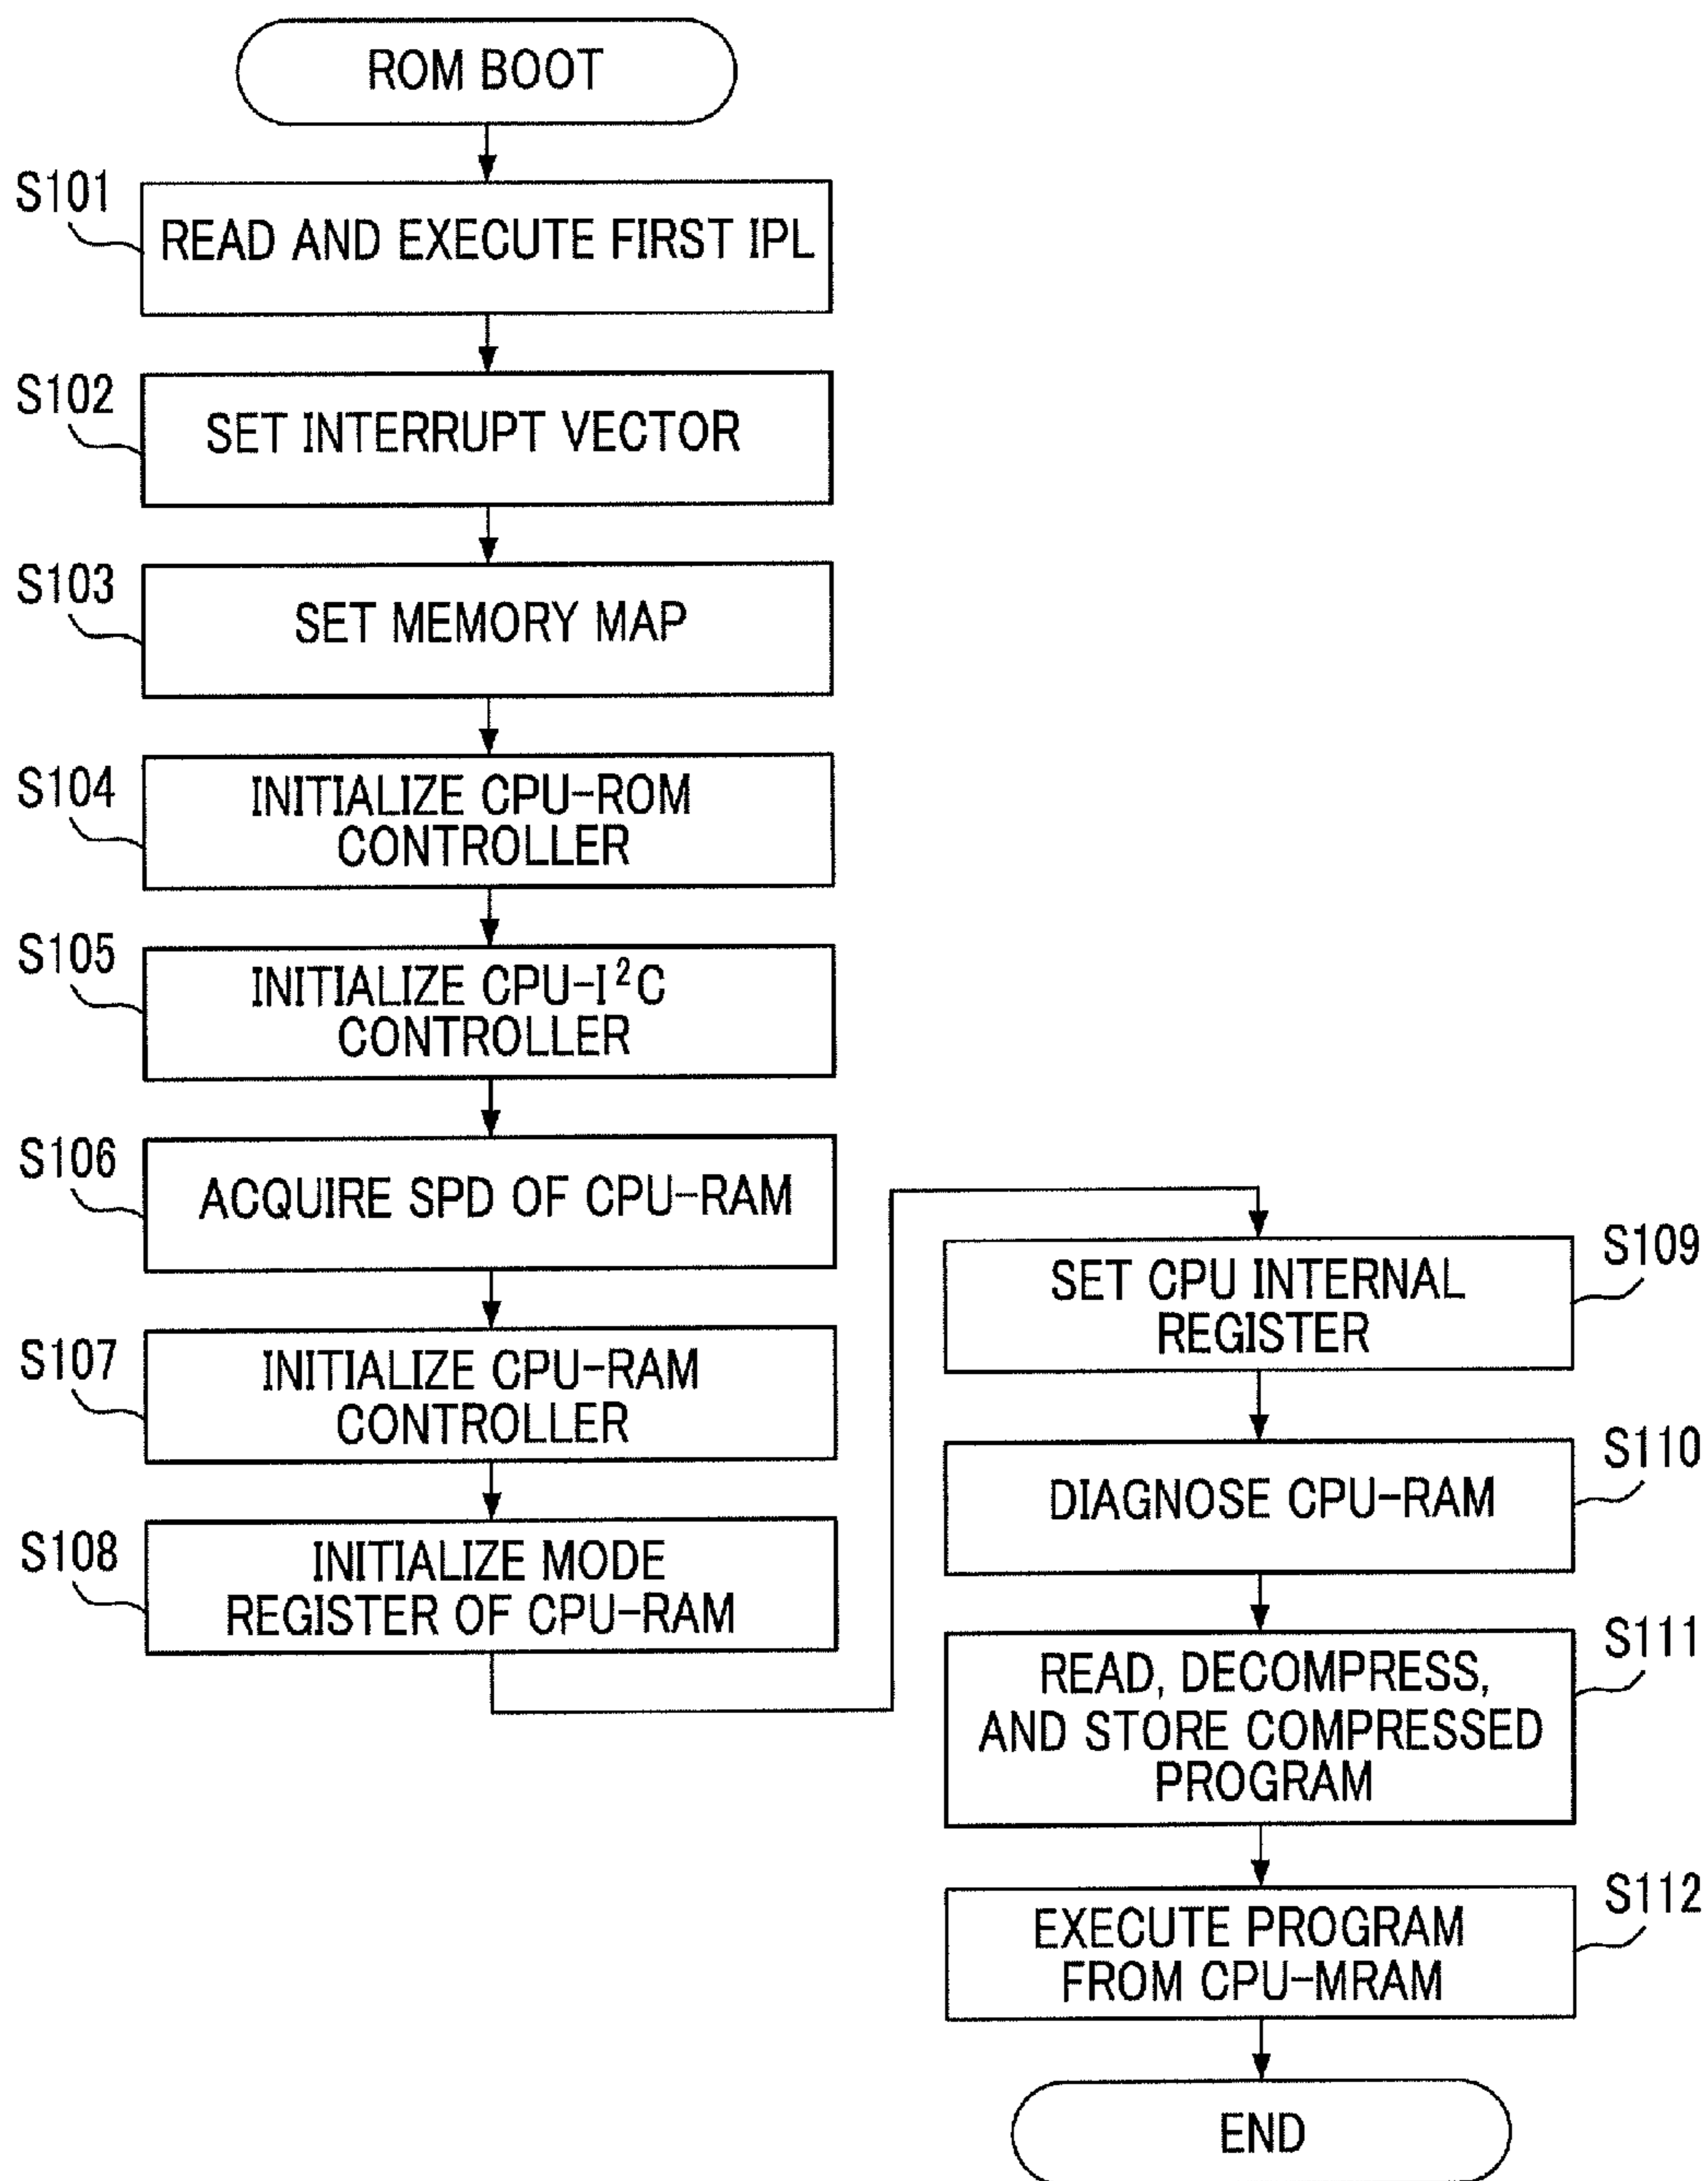 ROM BOOT
S101
READ AND EXECUTE FIRST IPL
S102
SET INTERRUPT VECTOR
S103
SET MEMORY MAP
S104
INITIALIZE CPU-ROM
CONTROLLER
S105
INITIALIZE CPU-I²C
CONTROLLER
S106
ACQUIRE SPD OF CPU-RAM
S107
INITIALIZE CPU-RAM
CONTROLLER
S108
INITIALIZE MODE
REGISTER OF CPU-RAM
S109
SET CPU INTERNAL
REGISTER
S110
DIAGNOSE CPU-RAM
S111
READ, DECOMPRESS,
AND STORE COMPRESSED
PROGRAM
S112
EXECUTE PROGRAM
FROM CPU-MRAM
END